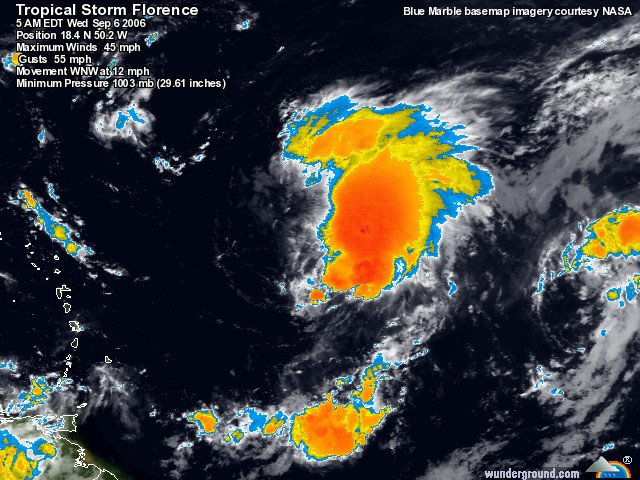 Tropical Storm Florence
Blue Marble basemap imagery courtesy NASA
5 AM EDT Wed Sep 6 2006
Position 18.4 N 50.2 W
Maximum Winds 45 mph
Gusts 55 mph
Movement WNW at 12 mph
Minimum Pressure 1003 mb (29.61 inches)
wunderground.com
®